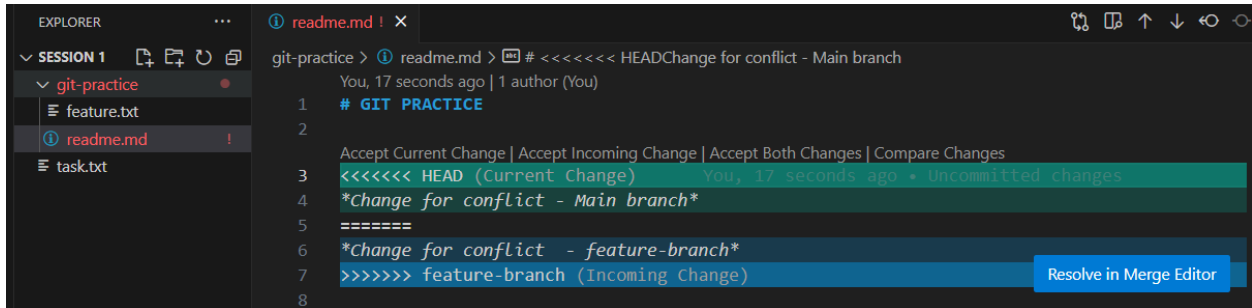 EXPLORER ···
SESSION 1
git-practice
feature.txt
readme.md !
task.txt
readme.md !
git-practice > readme.md > # <<<<<<< HEADChange for conflict - Main branch
You, 17 seconds ago | 1 author (You)
1 # GIT PRACTICE
2
Accept Current Change | Accept Incoming Change | Accept Both Changes | Compare Changes
3 <<<<<<< HEAD (Current Change) You, 17 seconds ago • Uncommitted changes
4 *Change for conflict - Main branch*
5 =======
6 *Change for conflict  - feature-branch*
7 >>>>>>> feature-branch (Incoming Change)
Resolve in Merge Editor
8